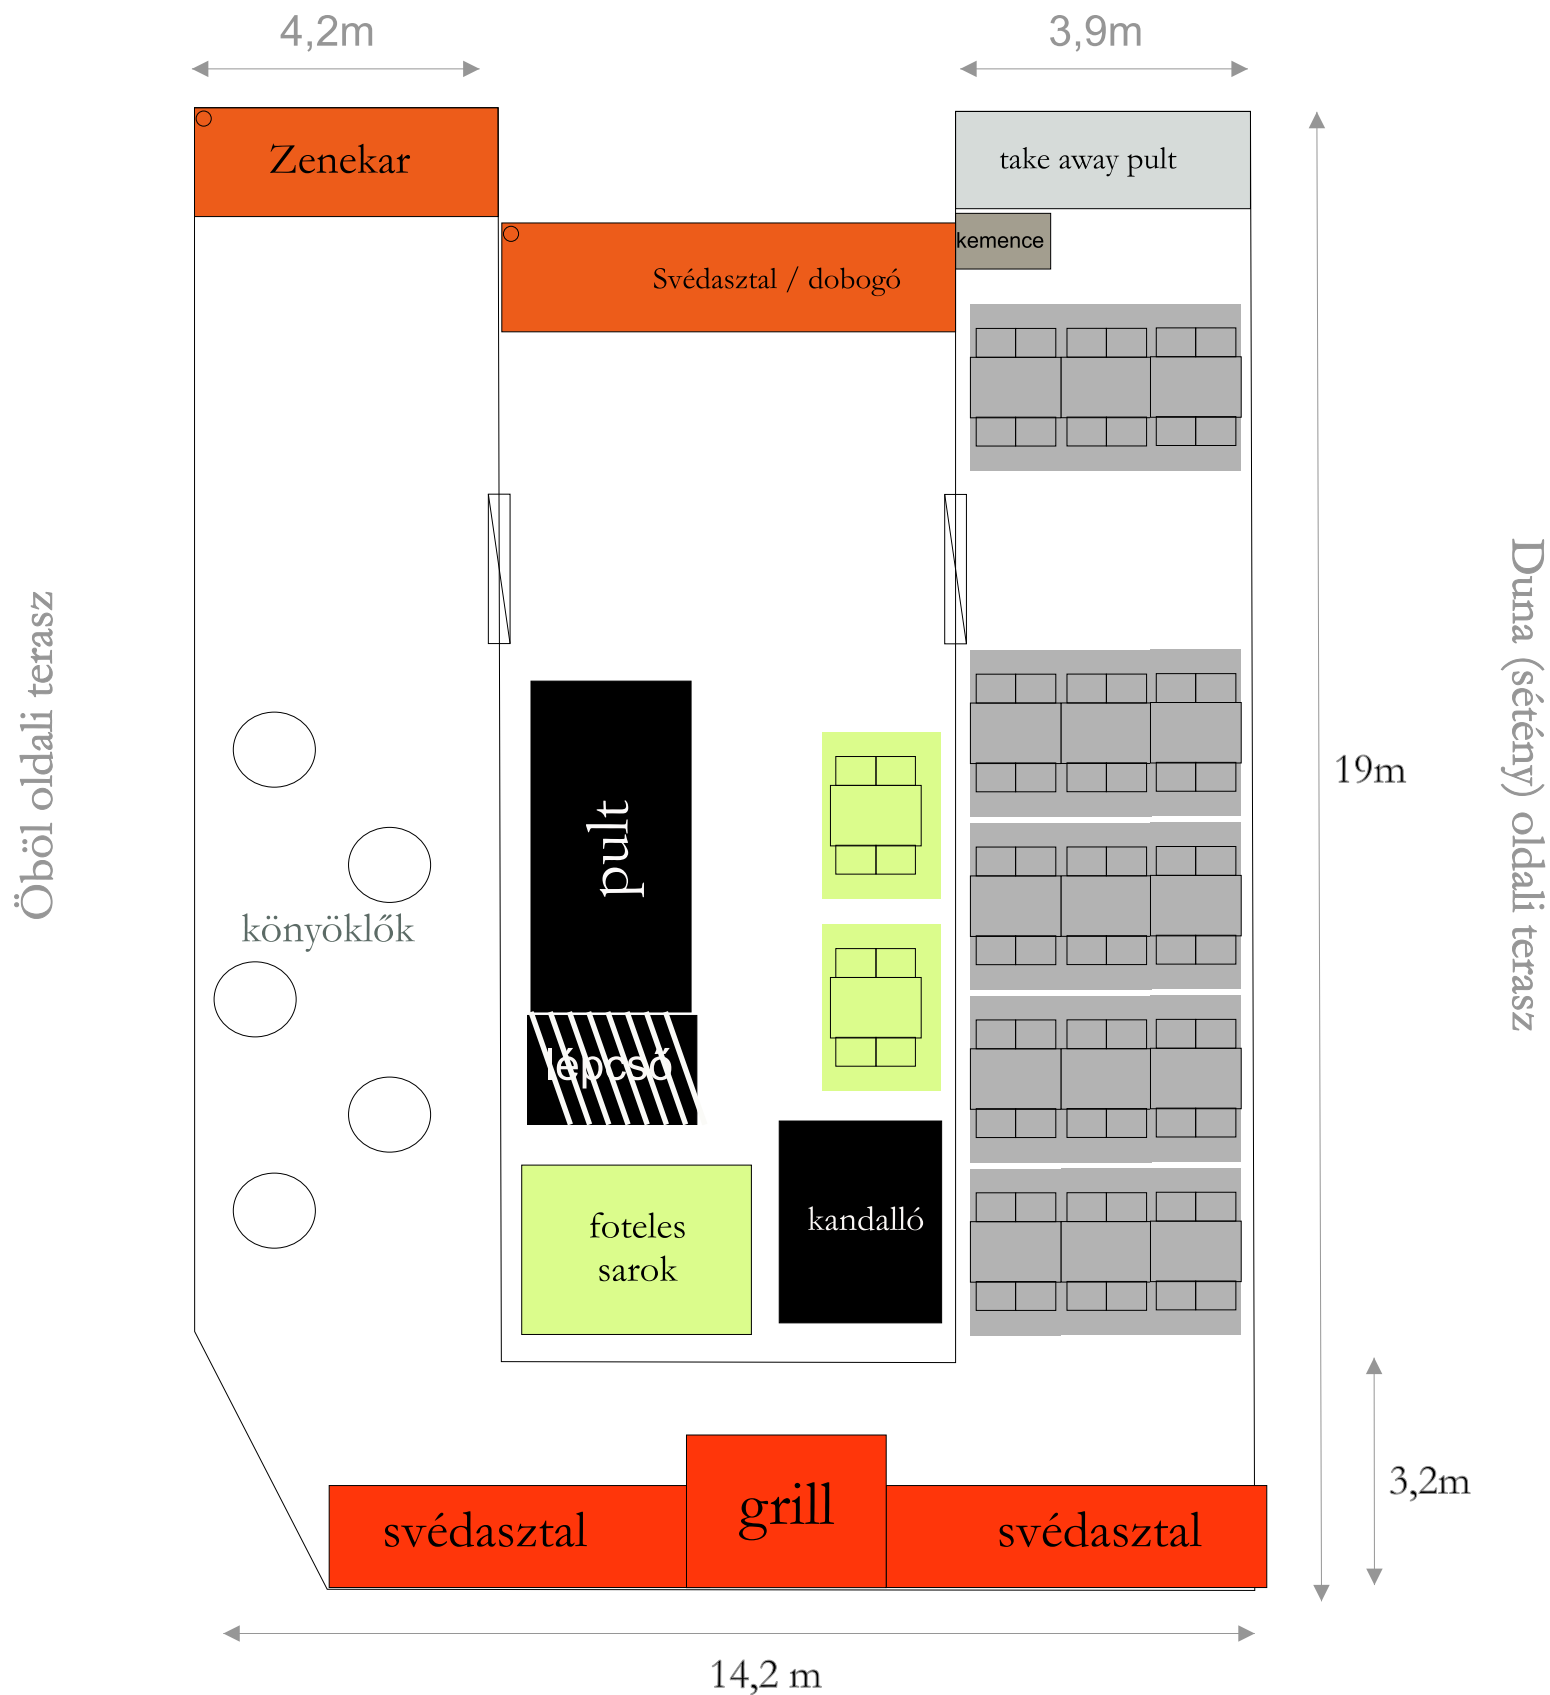 4,2m
3,9m
Zenekar
take away pult
kemence
Svédasztal / dobogó
Öböl oldali terasz
Duna (sétény) oldali terasz
19m
pult
könyöklők
lépcső
foteles
sarok
kandalló
3,2m
grill
svédasztal
svédasztal
14,2 m